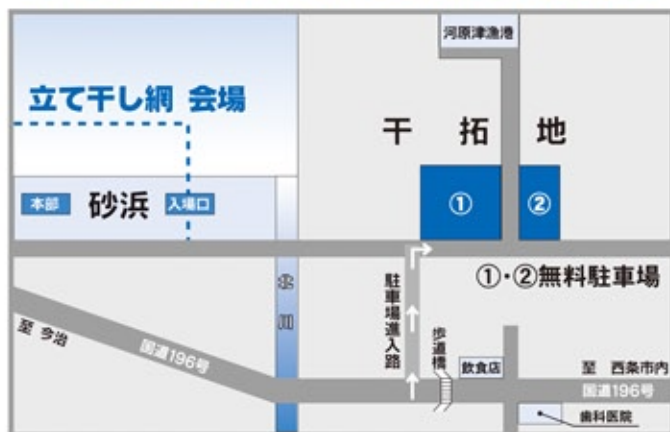 河原津漁港
立て干し網 会場
干 拓 地
本部
砂浜
入場口
①
②
①・②無料駐車場
北川
駐車場進入路
歩道橋
至 今治
国道196号
飲食店
至 西条市内
国道196号
歯科医院